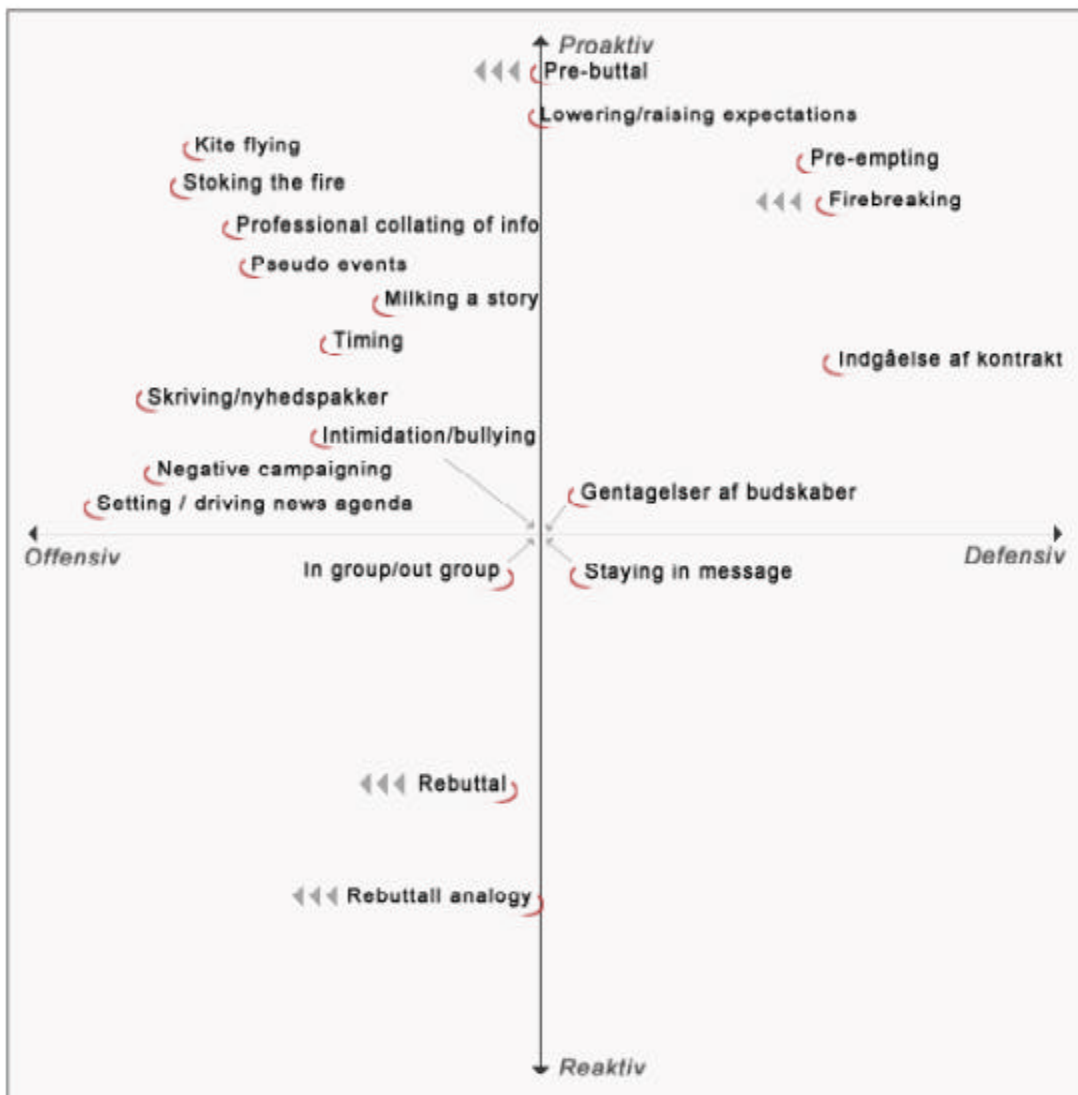 Proaktiv
Pre-buttal
Lowering/raising expectations
Kite flying
Pre-empting
Stoking the fire
Firebreaking
Professional collating of info
Pseudo events
Milking a story
Timing
Indgåelse af kontrakt
Skriving/nyhedspakker
Intimidation/bullying
Negative campaigning
Gentagelser af budskaber
Setting / driving news agenda
Offensiv
Defensiv
In group/out group
Staying in message
Rebuttal
Rebuttall analogy
Reaktiv